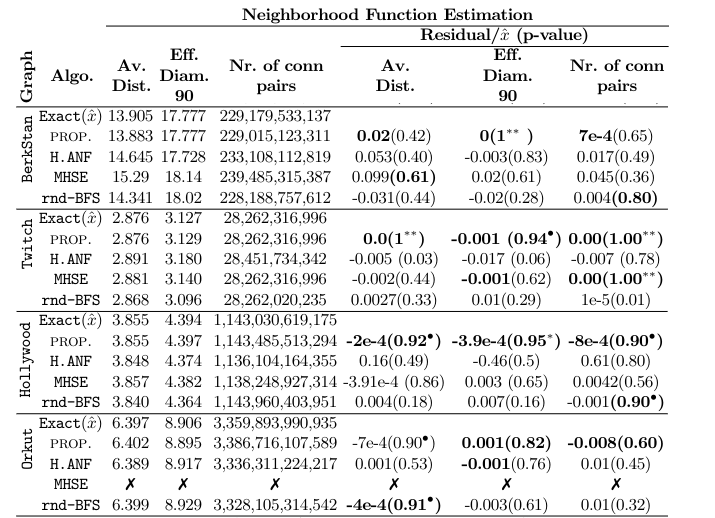 Neighborhood Function Estimation
Residual/x̂ (p-value)
Graph Algo. Av. Dist. Eff. Diam. 90 Nr. of conn pairs Av. Dist. Eff. Diam. 90 Nr. of conn pairs
BerkStan
Exact(x̂) 13.905 17.777 229,179,533,137
PROP. 13.883 17.777 229,015,123,311 0.02(0.42) 0(1** ) 7e-4(0.65)
H.ANF 14.645 17.728 233,108,112,819 0.053(0.40) -0.003(0.83) 0.017(0.49)
MHSE 15.29 18.14 239,485,315,387 0.099(0.61) 0.02(0.61) 0.045(0.36)
rnd-BFS 14.341 18.02 228,188,757,612 -0.031(0.44) -0.02(0.28) 0.004(0.80)
Twitch
Exact(x̂) 2.876 3.127 28,262,316,996
PROP. 2.876 3.129 28,262,316,996 0.0(1**) -0.001 (0.94•) 0.00(1.00**)
H.ANF 2.891 3.180 28,451,734,342 -0.005 (0.03) -0.017 (0.06) -0.007 (0.78)
MHSE 2.881 3.140 28,262,316,996 -0.002(0.44) -0.001(0.62) 0.00(1.00**)
rnd-BFS 2.868 3.096 28,262,020,235 0.0027(0.33) 0.01(0.29) 1e-5(0.01)
Hollywood
Exact(x̂) 3.855 4.394 1,143,030,619,175
PROP. 3.855 4.397 1,143,485,513,294 -2e-4(0.92•) -3.9e-4(0.95*) -8e-4(0.90•)
H.ANF 3.848 4.374 1,136,104,164,355 0.16(0.49) -0.46(0.5) 0.61(0.80)
MHSE 3.857 4.382 1,138,248,927,314 -3.91e-4 (0.86) 0.003 (0.65) 0.0042(0.56)
rnd-BFS 3.840 4.364 1,143,960,403,951 0.004(0.18) 0.007(0.16) -0.001(0.90•)
Orkut
Exact(x̂) 6.397 8.906 3,359,893,990,935
PROP. 6.402 8.895 3,386,716,107,589 -7e-4(0.90•) 0.001(0.82) -0.008(0.60)
H.ANF 6.389 8.917 3,336,311,224,217 0.001(0.53) -0.001(0.76) 0.01(0.45)
MHSE ✗ ✗ ✗ ✗ ✗ ✗
rnd-BFS 6.399 8.929 3,328,105,314,542 -4e-4(0.91•) -0.003(0.61) 0.01(0.32)